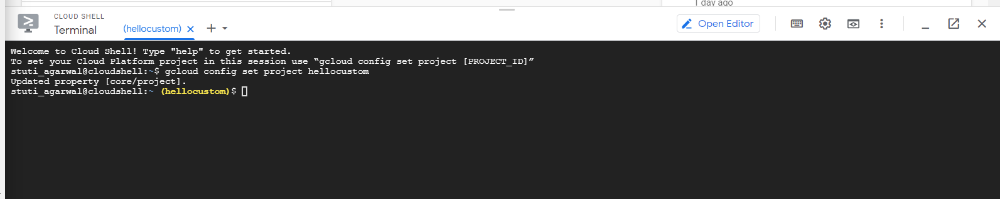 1 day ago
CLOUD SHELL
Terminal
(hellocustom)
Open Editor
Welcome to Cloud Shell! Type "help" to get started.
To set your Cloud Platform project in this session use “gcloud config set project [PROJECT_ID]”
stuti_agarwal@cloudshell:~$ gcloud config set project hellocustom
Updated property [core/project].
stuti_agarwal@cloudshell:~ (hellocustom)$